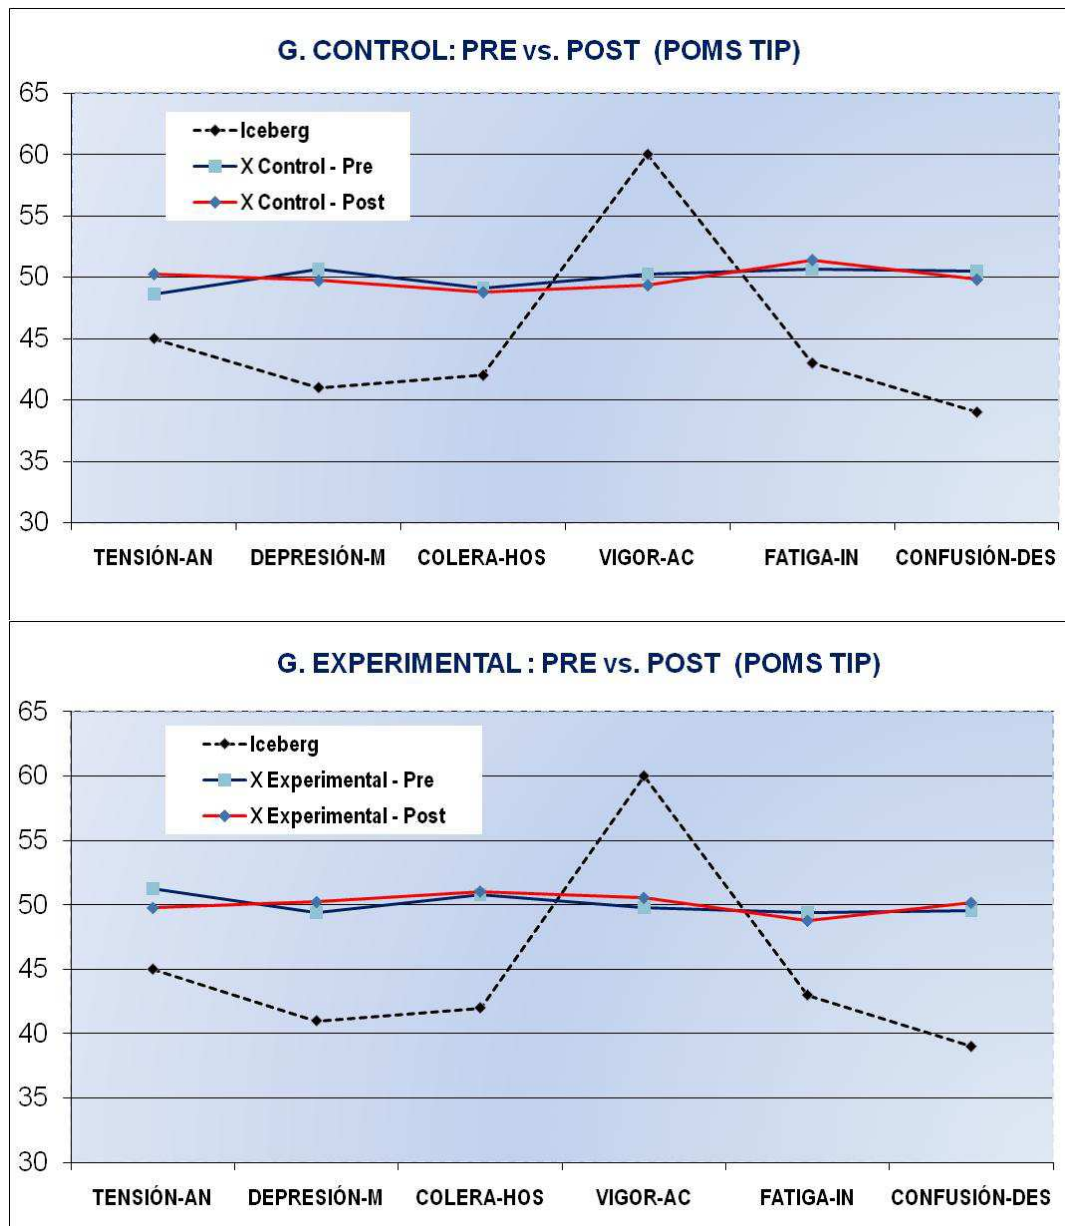 G. CONTROL: PRE vs. POST (POMS TIP)
65
60
55
50
45
40
35
30
Iceberg
X Control - Pre
X Control - Post
TENSIÓN-AN DEPRESIÓN-M COLERA-HOS VIGOR-AC FATIGA-IN CONFUSIÓN-DES
G. EXPERIMENTAL : PRE vs. POST (POMS TIP)
65
60
55
50
45
40
35
30
Iceberg
X Experimental - Pre
X Experimental - Post
TENSIÓN-AN DEPRESIÓN-M COLERA-HOS VIGOR-AC FATIGA-IN CONFUSIÓN-DES